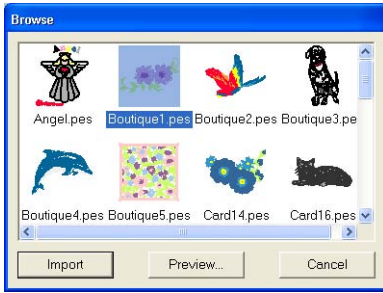 Browse
Angel.pes Boutique1.pes Boutique2.pes Boutique3.pe
Boutique4.pes Boutique5.pes Card14.pes Card16.pes
Import Preview... Cancel